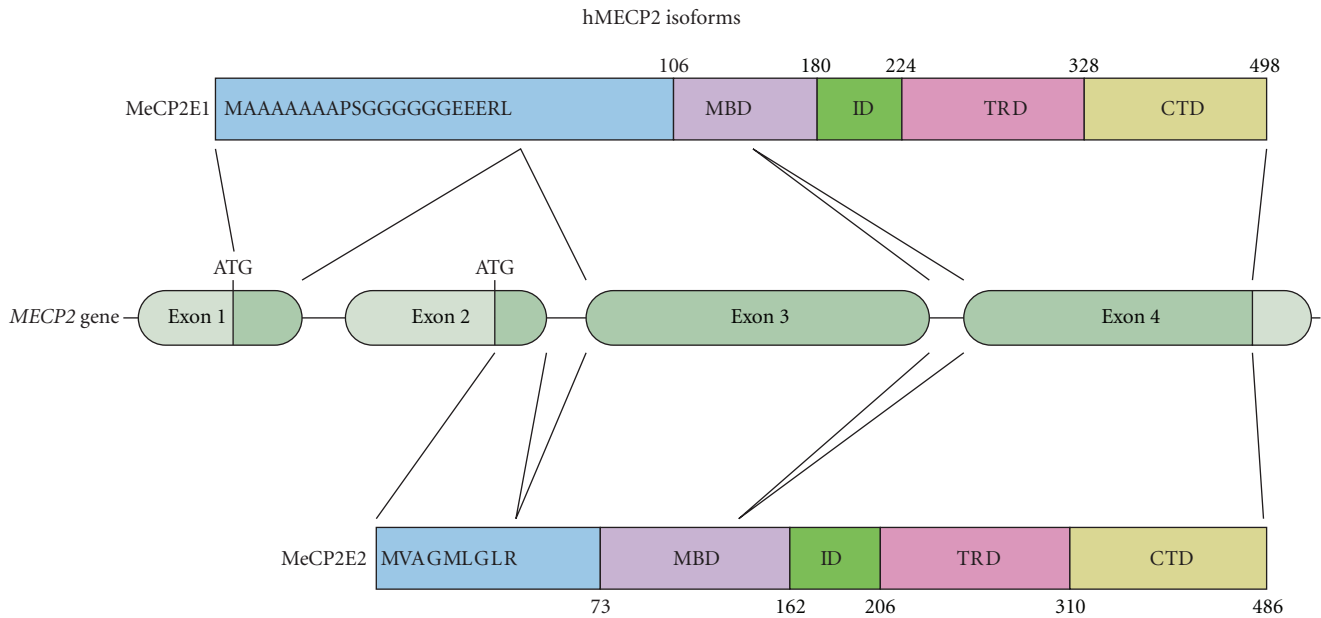 hMECP2 isoforms
106 180 224 328 498
MeCP2E1 MAAAAAAAPSGGGGGGEEERL MBD ID TRD CTD
ATG ATG
MECP2 gene Exon 1 Exon 2 Exon 3 Exon 4
MeCP2E2 MVAGMLGLR MBD ID TRD CTD
73 162 206 310 486